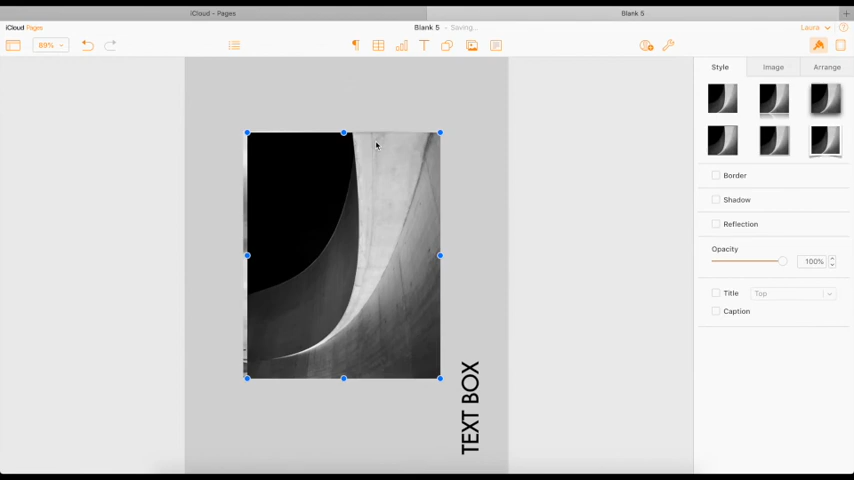 iCloud – Pages
Blank 5
iCloud Pages
Blank 5 – Saving...
Laura
89%
Style
Image
Arrange
Border
Shadow
Reflection
Opacity
100%
Title
Top
Caption
TEXT BOX